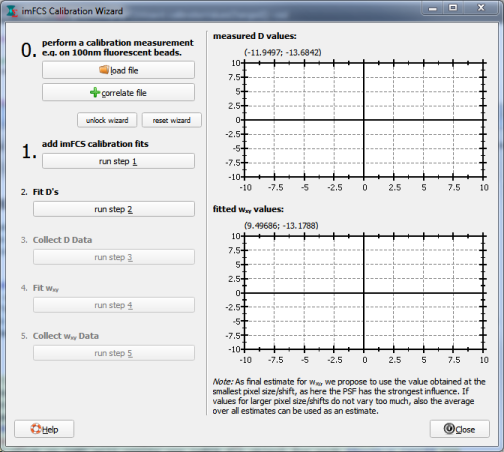 imFCS Calibration Wizard
0. perform a calibration measurement
e.g. on 100nm fluorescent beads.
load file
correlate file
unlock wizard reset wizard
1. add imFCS calibration fits
run step 1
2. Fit D's
run step 2
3. Collect D Data
run step 3
4. Fit wxy
run step 4
5. Collect wxy Data
run step 5
Help
measured D values:
(-11.9497; -13.6842)
10
7.5
5
2.5
0
-2.5
-5
-7.5
-10
-10 -7.5 -5 -2.5 0 2.5 5 7.5 10
fitted wxy values:
(9.49686; -13.1788)
10
7.5
5
2.5
0
-2.5
-5
-7.5
-10
-10 -7.5 -5 -2.5 0 2.5 5 7.5 10
Note: As final estimate for wxy, we propose to use the value obtained at the
smallest pixel size/shift, as here the PSF has the strongest influence. If
values for larger pixel size/shifts do not vary too much, also the average
over all estimates can be used as an estimate.
Close